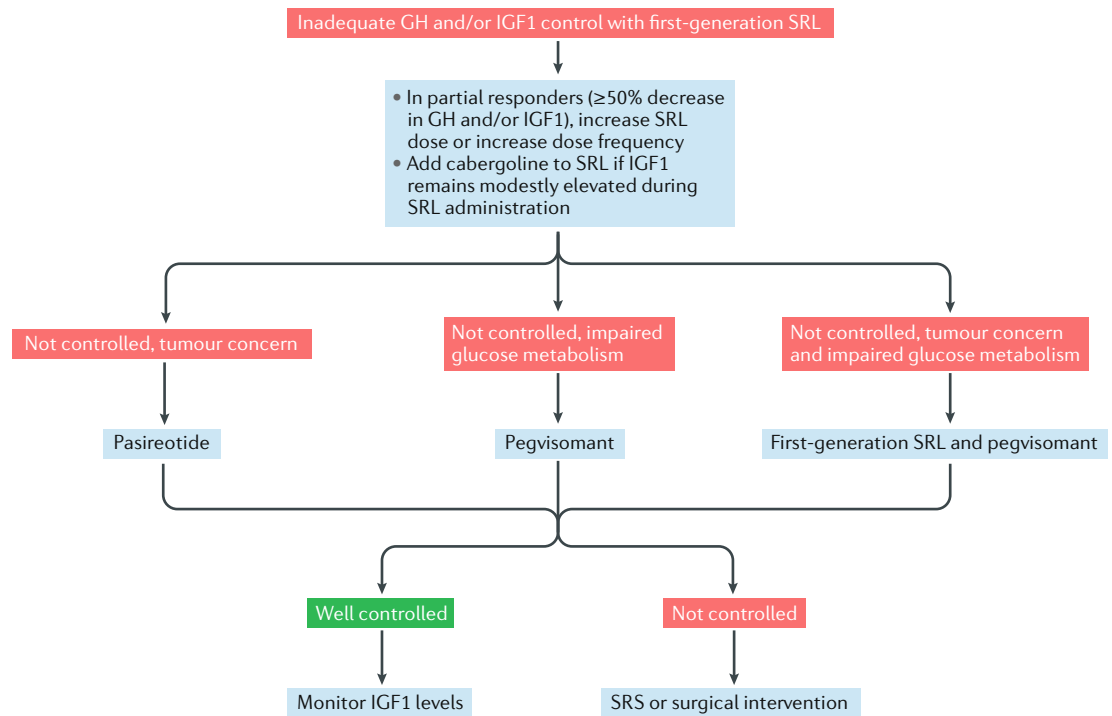 Inadequate GH and/or IGF1 control with first-generation SRL
• In partial responders (≥50% decrease
in GH and/or IGF1), increase SRL
dose or increase dose frequency
• Add cabergoline to SRL if IGF1
remains modestly elevated during
SRL administration
Not controlled, tumour concern
Not controlled, impaired
glucose metabolism
Not controlled, tumour concern
and impaired glucose metabolism
Pasireotide
Pegvisomant
First-generation SRL and pegvisomant
Well controlled
Not controlled
Monitor IGF1 levels
SRS or surgical intervention